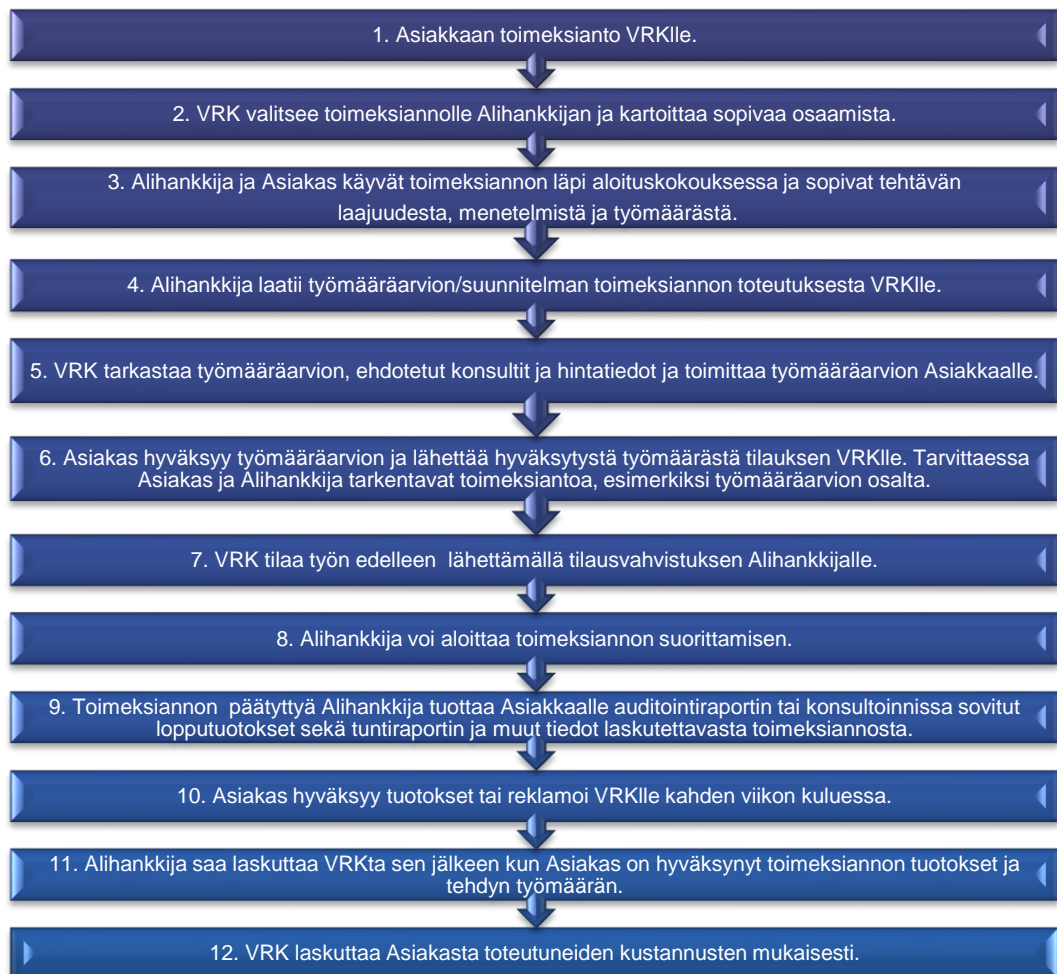 1. Asiakkaan toimeksianto VRKlle.
2. VRK valitsee toimeksiannolle Alihankkijan ja kartoittaa sopivaa osaamista.
3. Alihankkija ja Asiakas käyvät toimeksiannon läpi aloituskokouksessa ja sopivat tehtävän
laajuudesta, menetelmistä ja työmäärästä.
4. Alihankkija laatii työmääräarvion/suunnitelman toimeksiannon toteutuksesta VRKlle.
5. VRK tarkastaa työmääräarvion, ehdotetut konsultit ja hintatiedot ja toimittaa työmääräarvion Asiakkaalle.
6. Asiakas hyväksyy työmääräarvion ja lähettää hyväksytystä työmäärästä tilauksen VRKlle. Tarvittaessa
Asiakas ja Alihankkija tarkentavat toimeksiantoa, esimerkiksi työmääräarvion osalta.
7. VRK tilaa työn edelleen lähettämällä tilausvahvistuksen Alihankkijalle.
8. Alihankkija voi aloittaa toimeksiannon suorittamisen.
9. Toimeksiannon päätyttyä Alihankkija tuottaa Asiakkaalle auditointiraportin tai konsultoinnissa sovitut
lopputuotokset sekä tuntiraportin ja muut tiedot laskutettavasta toimeksiannosta.
10. Asiakas hyväksyy tuotokset tai reklamoi VRKlle kahden viikon kuluessa.
11. Alihankkija saa laskuttaa VRKta sen jälkeen kun Asiakas on hyväksynyt toimeksiannon tuotokset ja
tehdyn työmäärän.
12. VRK laskuttaa Asiakasta toteutuneiden kustannusten mukaisesti.